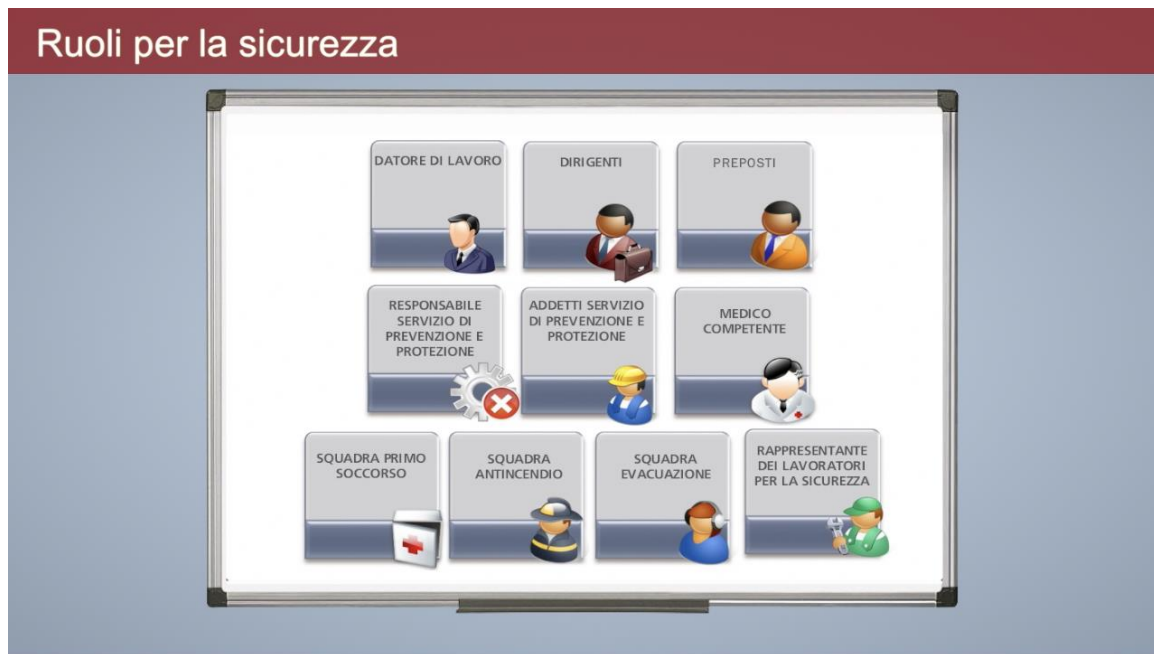 Ruoli per la sicurezza
DATORE DI LAVORO
DIRIGENTI
PREPOSTI
RESPONSABILE
SERVIZIO DI
PREVENZIONE E
PROTEZIONE
ADDETTI SERVIZIO
DI PREVENZIONE E
PROTEZIONE
MEDICO
COMPETENTE
SQUADRA PRIMO
SOCCORSO
SQUADRA
ANTINCENDIO
SQUADRA
EVACUAZIONE
RAPPRESENTANTE
DEI LAVORATORI
PER LA SICUREZZA